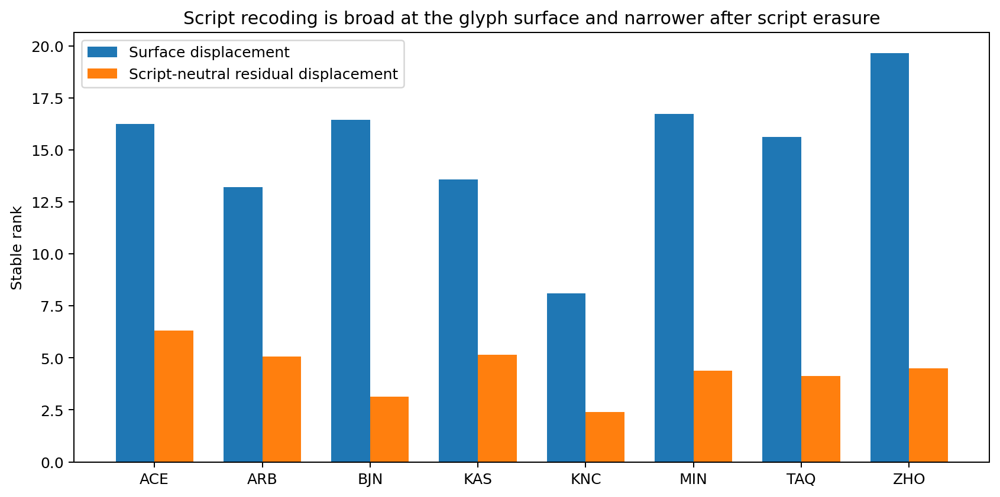 Script recoding is broad at the glyph surface and narrower after script erasure
Surface displacement
Script-neutral residual displacement
Stable rank
20.0
17.5
15.0
12.5
10.0
7.5
5.0
2.5
0.0
ACE ARB BJN KAS KNC MIN TAQ ZHO